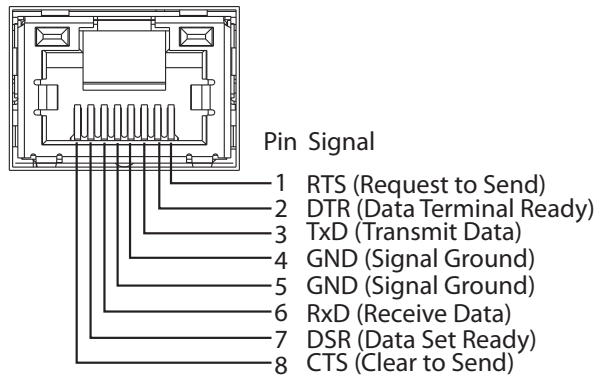 Pin Signal
1 RTS (Request to Send)
2 DTR (Data Terminal Ready)
3 TxD (Transmit Data)
4 GND (Signal Ground)
5 GND (Signal Ground)
6 RxD (Receive Data)
7 DSR (Data Set Ready)
8 CTS (Clear to Send)